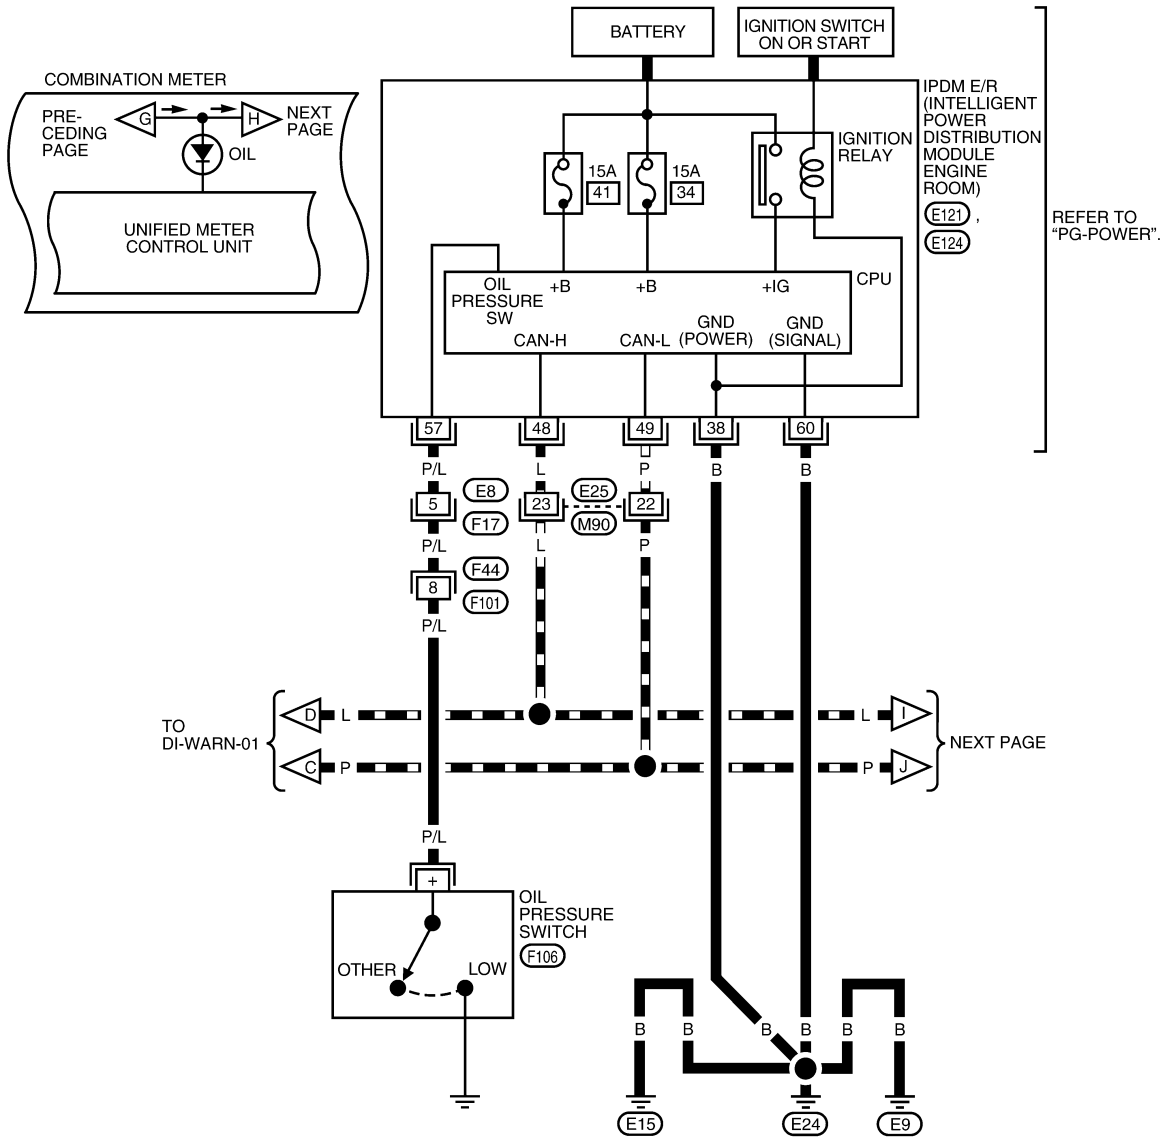 BATTERY
IGNITION SWITCH
ON OR START
COMBINATION METER
PRE-
CEDING
PAGE
G
H
NEXT
PAGE
OIL
UNIFIED METER
CONTROL UNIT
IPDM E/R
(INTELLIGENT
POWER
DISTRIBUTION
MODULE
ENGINE
ROOM)
E121 ,
E124
IGNITION
RELAY
15A
41
15A
34
REFER TO
“PG-POWER”.
CPU
OIL
PRESSURE
SW
+B
+B
+IG
CAN-H
CAN-L
GND
(POWER)
GND
(SIGNAL)
57
48
49
38
60
P/L
L
P
B
B
5
E8
F17
23
E25
M90
22
P/L
L
P
8
F44
F101
P/L
TO
DI-WARN-01
D
L
L
I
C
P
P
J
NEXT PAGE
P/L
+
OIL
PRESSURE
SWITCH
F106
OTHER
LOW
B
B
B
B
B
B
E15
E24
E9